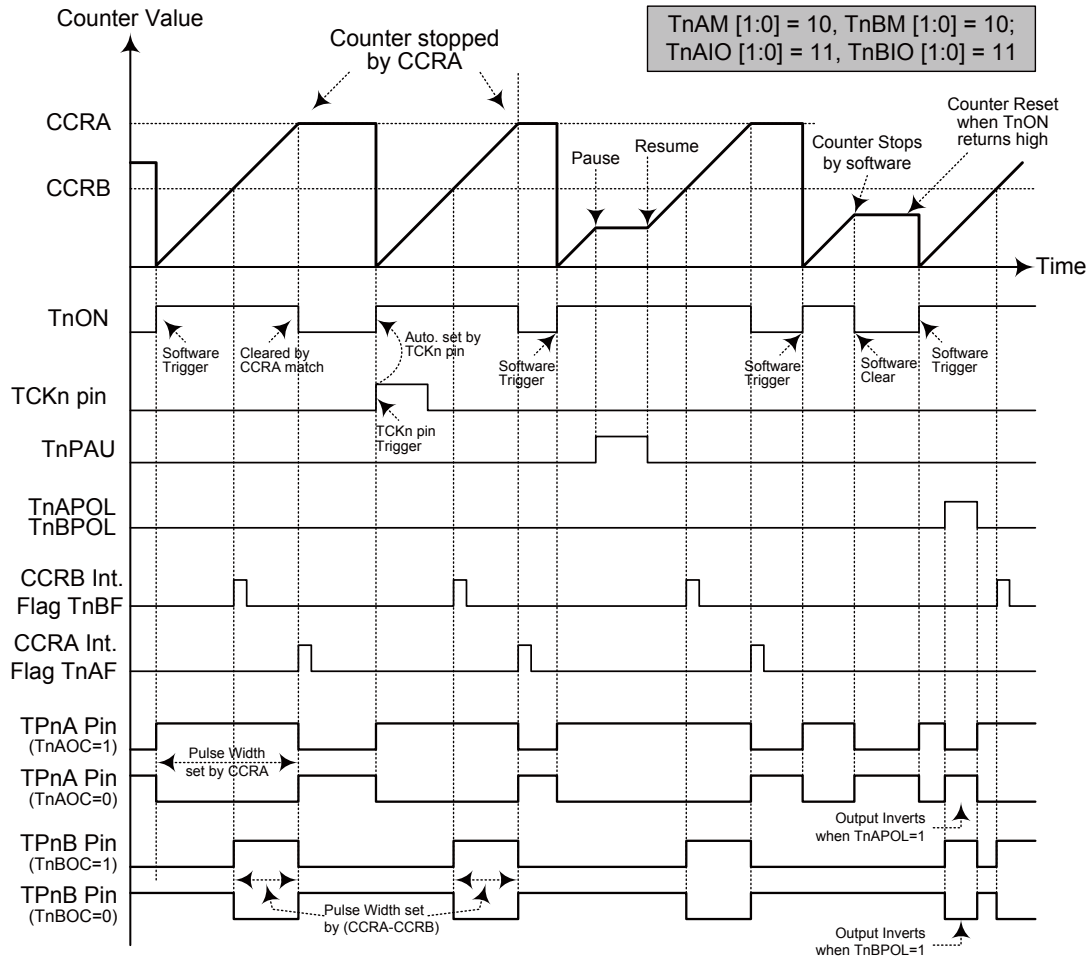 Counter Value
TnAM [1:0] = 10, TnBM [1:0] = 10;
TnAIO [1:0] = 11, TnBIO [1:0] = 11
Counter stopped
by CCRA
CCRA
CCRB
Pause
Resume
Counter Stops
by software
Counter Reset
when TnON
returns high
Time
TnON
Software
Trigger
Cleared by
CCRA match
Auto. set by
TCKn pin
Software
Trigger
Software
Trigger
Software
Clear
Software
Trigger
TCKn pin
TCKn pin
Trigger
TnPAU
TnAPOL
TnBPOL
CCRB Int.
Flag TnBF
CCRA Int.
Flag TnAF
TPnA Pin
(TnAOC=1)
Pulse Width
set by CCRA
TPnA Pin
(TnAOC=0)
Output Inverts
when TnAPOL=1
TPnB Pin
(TnBOC=1)
TPnB Pin
(TnBOC=0)
Pulse Width set
by (CCRA-CCRB)
Output Inverts
when TnBPOL=1